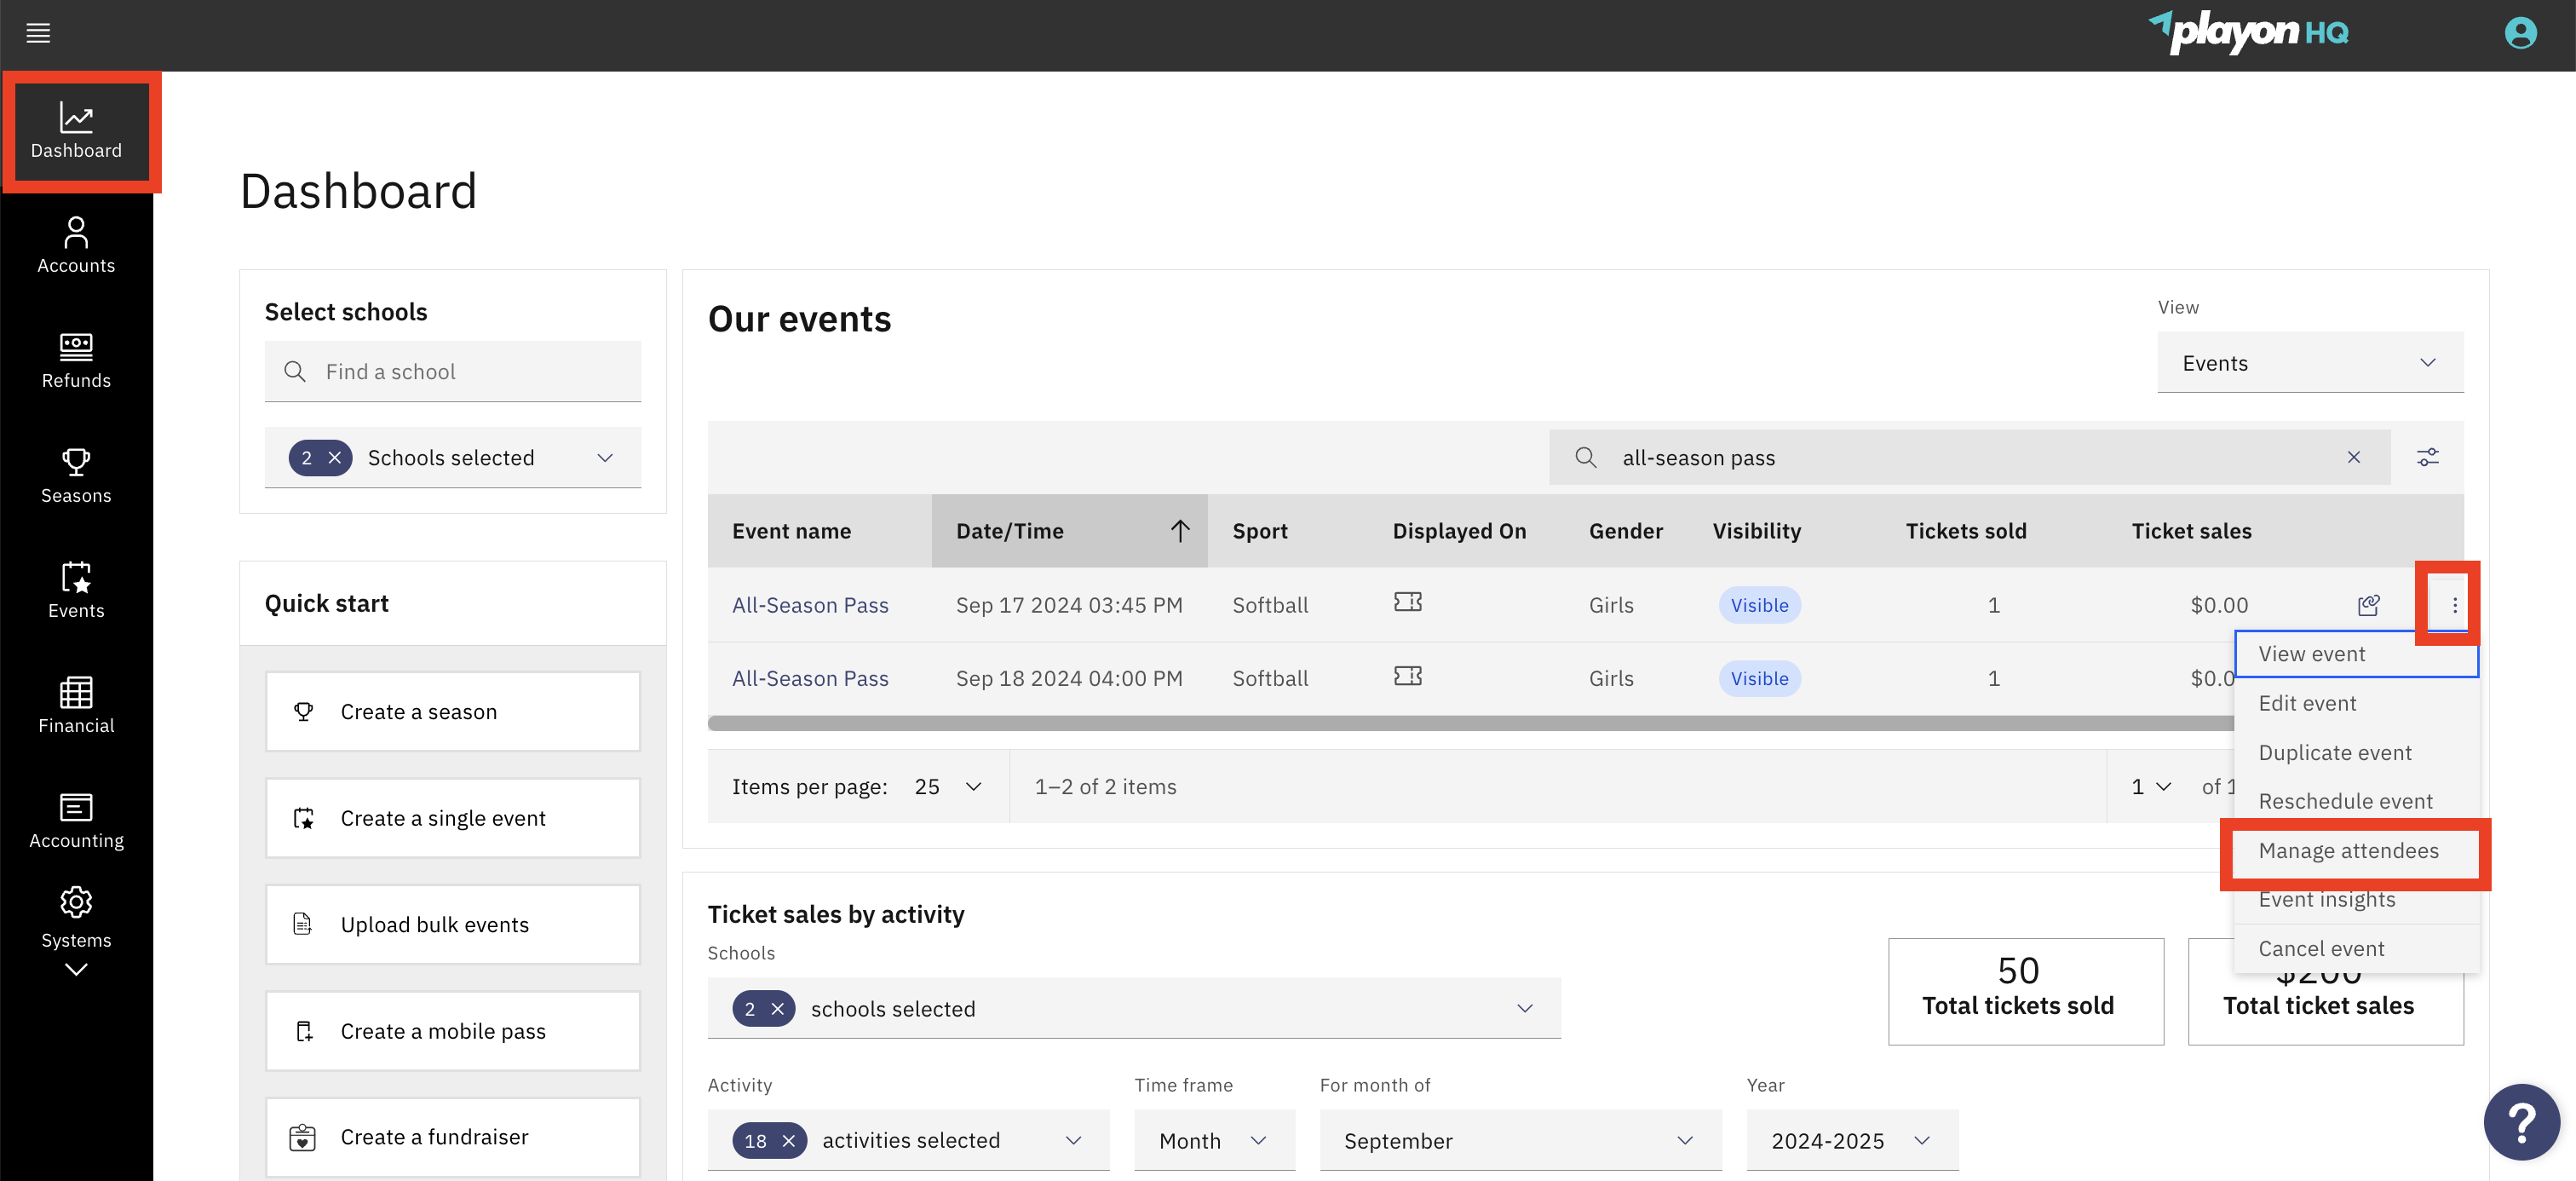 playon HQ
Dashboard
Accounts
Refunds
Seasons
Events
Financial
Accounting
Systems
Dashboard
Select schools
Find a school
2 Schools selected
Quick start
Create a season
Create a single event
Upload bulk events
Create a mobile pass
Create a fundraiser
Our events
View
Events
all-season pass
Event name Date/Time Sport Displayed On Gender Visibility Tickets sold Ticket sales
All-Season Pass Sep 17 2024 03:45 PM Softball Girls Visible 1 $0.00
All-Season Pass Sep 18 2024 04:00 PM Softball Girls Visible 1 $0.0
View event
Edit event
Duplicate event
Reschedule event
Manage attendees
Event insights
Cancel event
Items per page: 25 1–2 of 2 items 1 of 1
Ticket sales by activity
Schools
2 schools selected
50
Total tickets sold
$200
Total ticket sales
Activity Time frame For month of Year
18 activities selected Month September 2024-2025
?